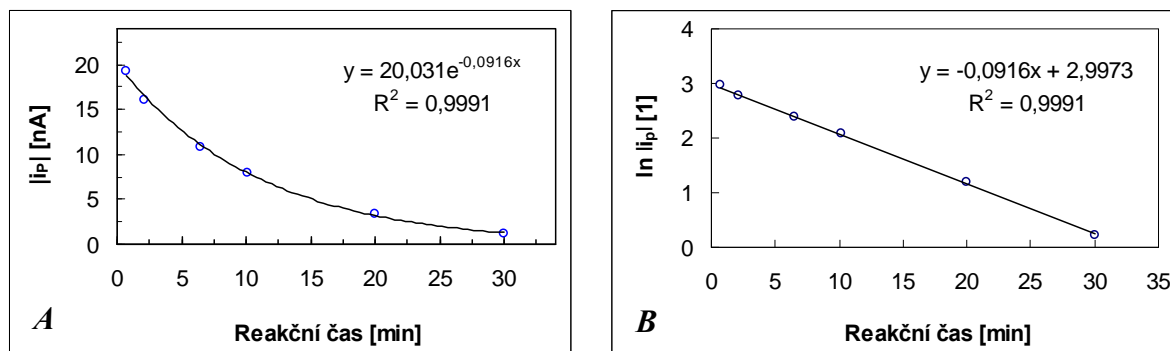 20
15
10
5
0
|iP| [nA]
y = 20,031e-0,0916x
R2 = 0,9991
0 5 10 15 20 25 30
A
Reakční čas [min]
4
3
2
1
0
ln |ip| [1]
y = -0,0916x + 2,9973
R2 = 0,9991
0 5 10 15 20 25 30 35
B
Reakční čas [min]